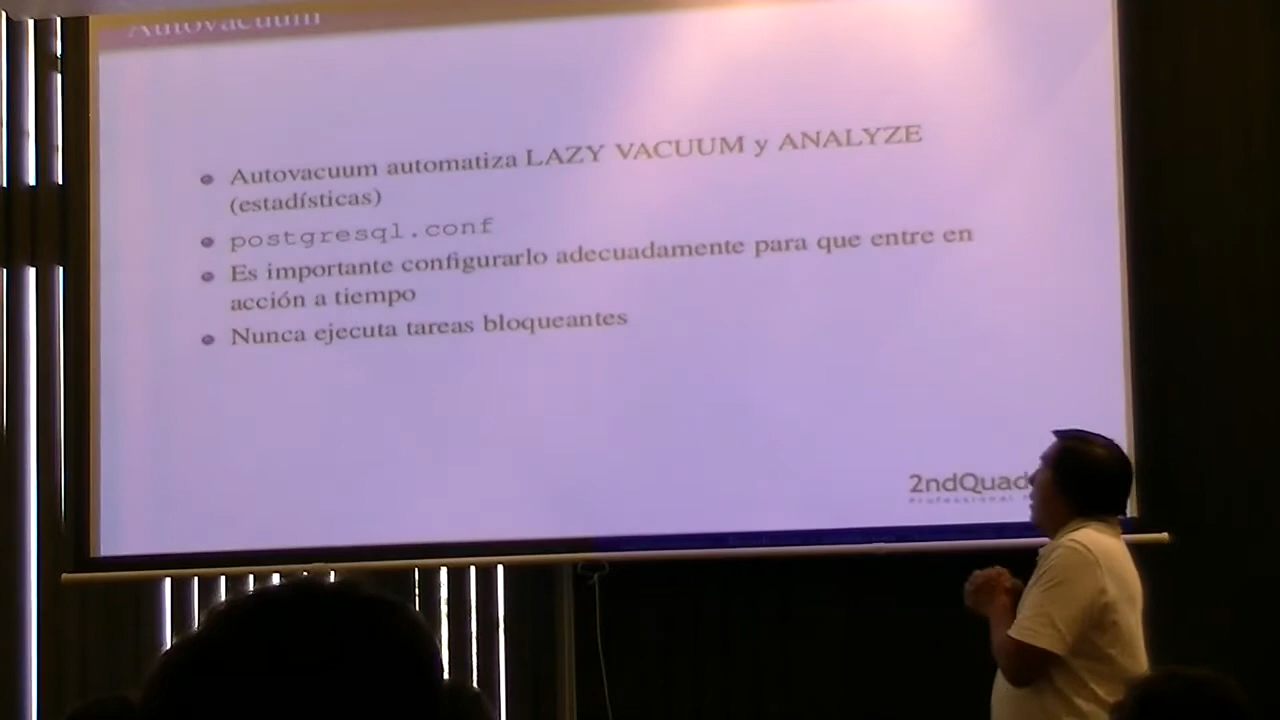 Autovacuum
Autovacuum automatiza LAZY VACUUM y ANALYZE
(estadísticas)
postgresql.conf
Es importante configurarlo adecuadamente para que entre en
acción a tiempo
Nunca ejecuta tareas bloqueantes
2ndQuad
Professional